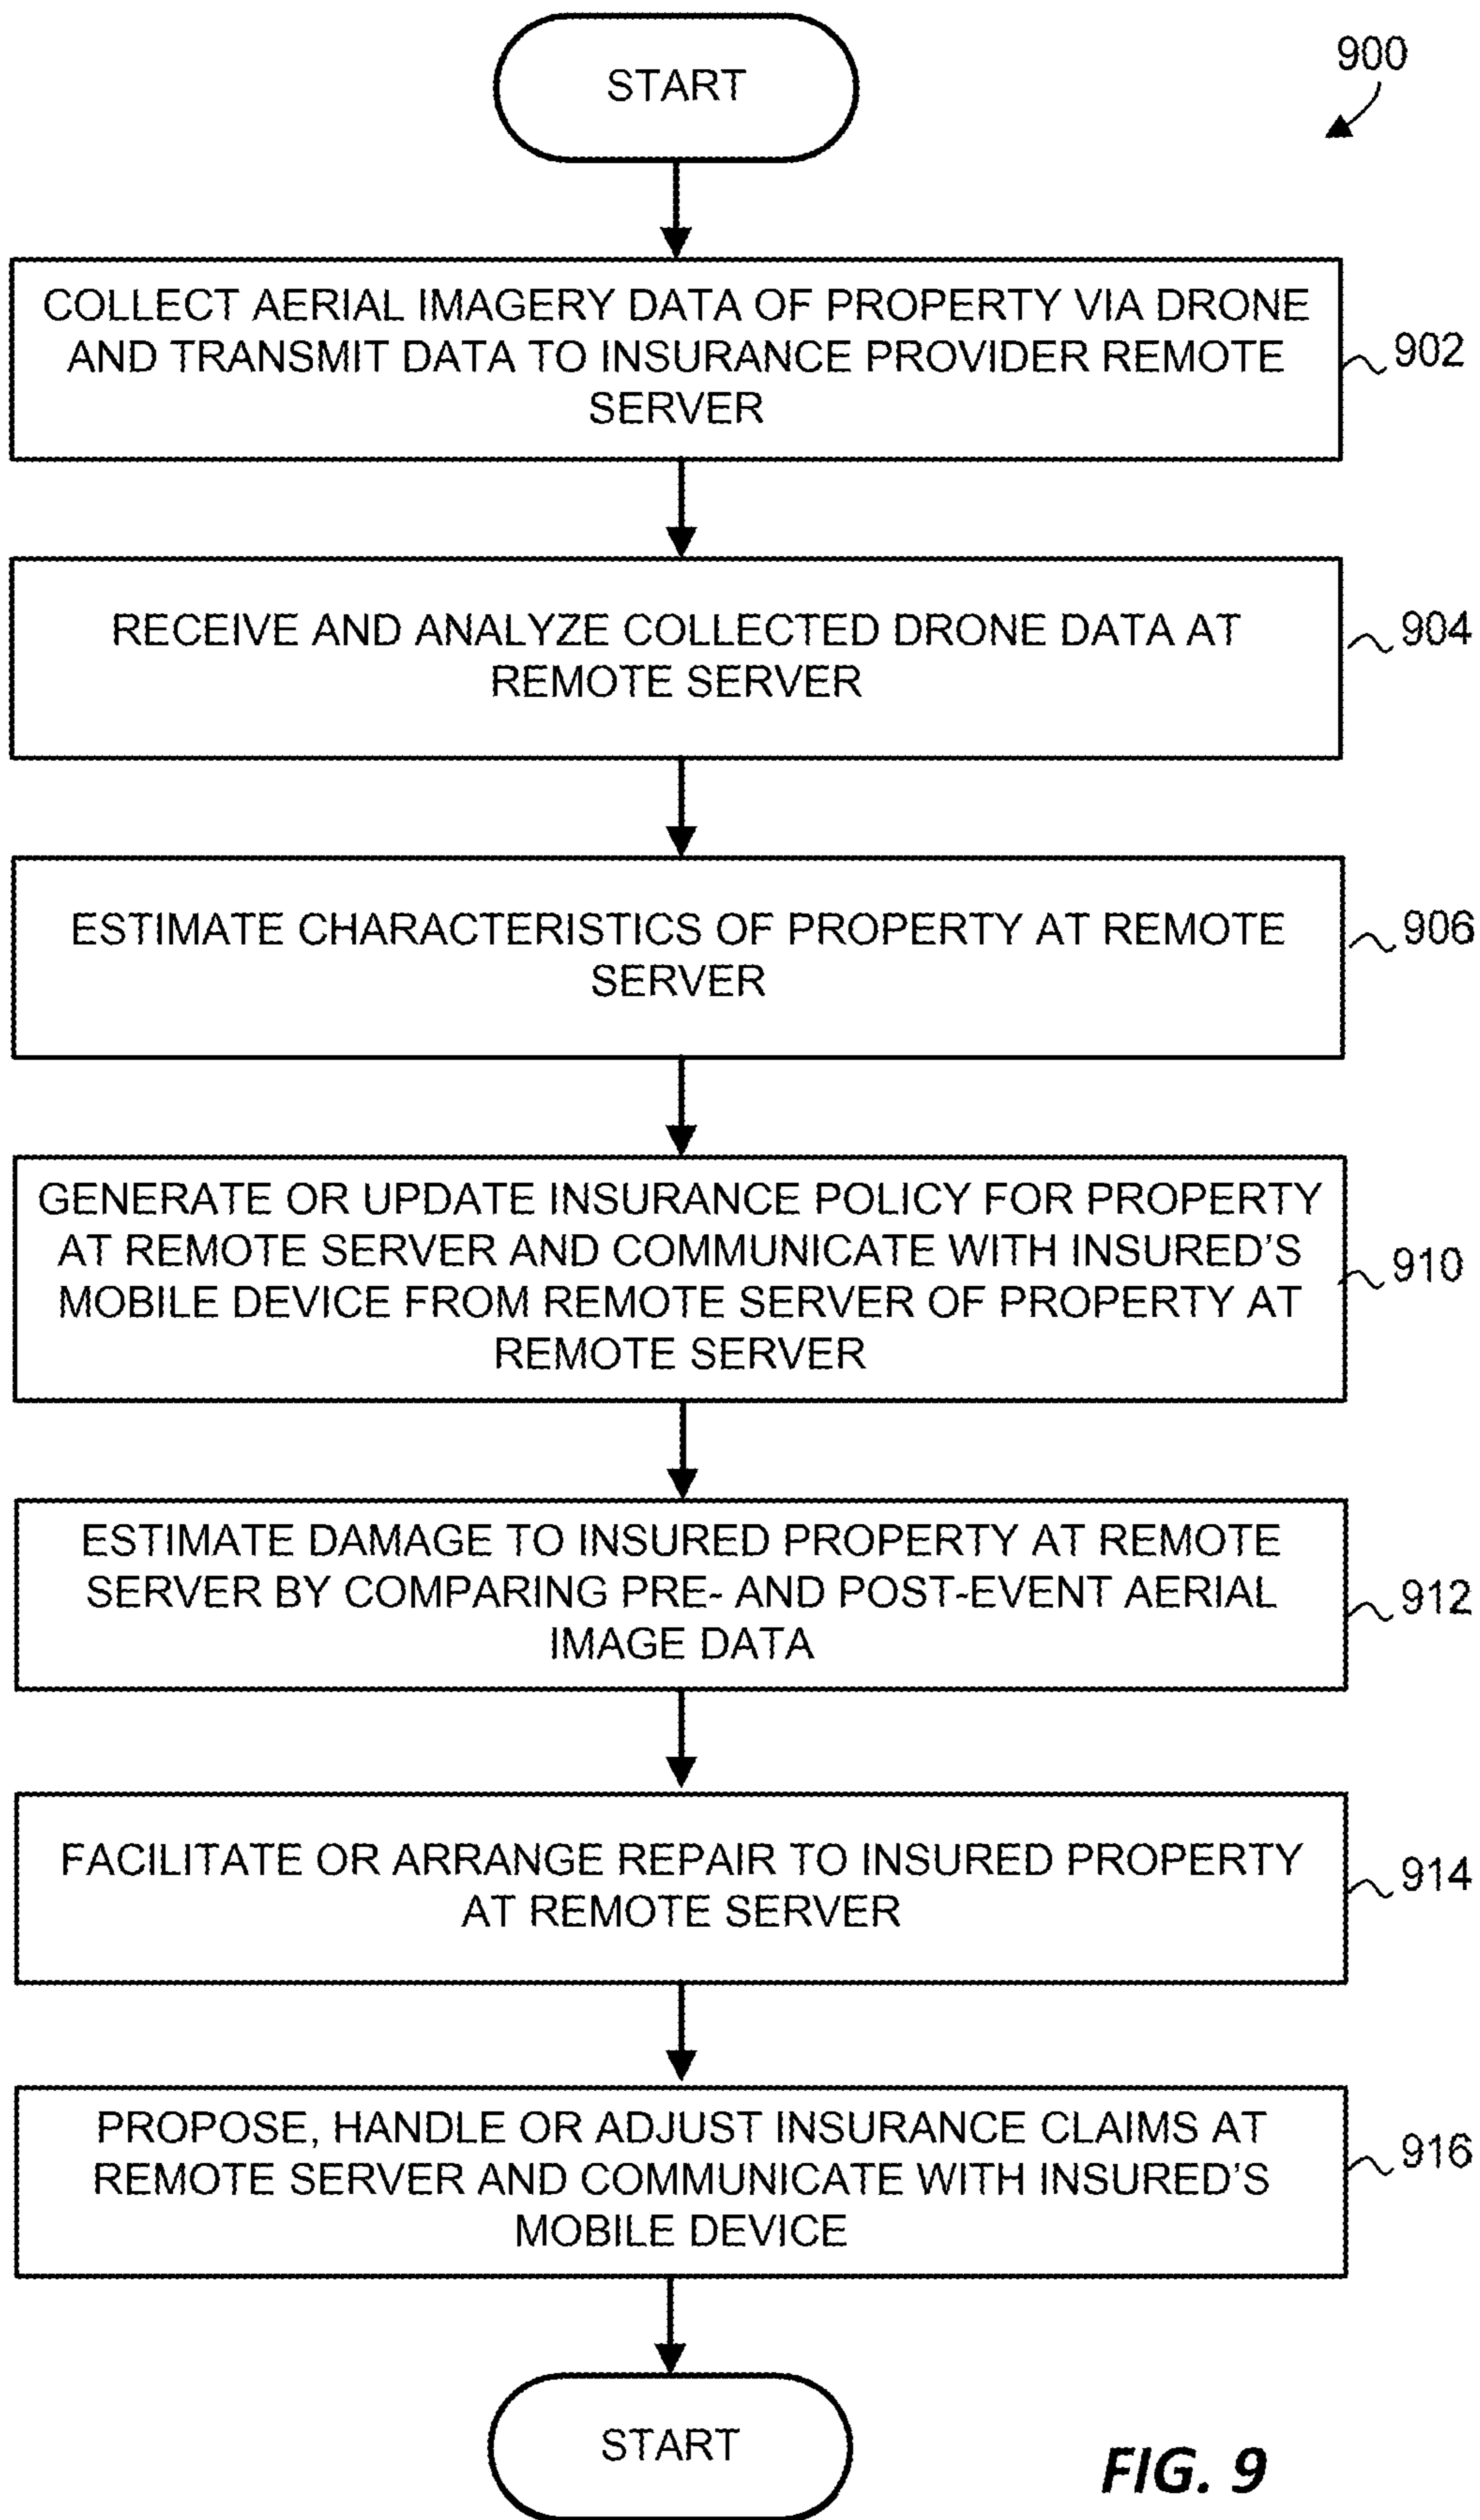 START
900
COLLECT AERIAL IMAGERY DATA OF PROPERTY VIA DRONE
AND TRANSMIT DATA TO INSURANCE PROVIDER REMOTE
SERVER
902
RECEIVE AND ANALYZE COLLECTED DRONE DATA AT
REMOTE SERVER
904
ESTIMATE CHARACTERISTICS OF PROPERTY AT REMOTE
SERVER
906
GENERATE OR UPDATE INSURANCE POLICY FOR PROPERTY
AT REMOTE SERVER AND COMMUNICATE WITH INSURED'S
MOBILE DEVICE FROM REMOTE SERVER OF PROPERTY AT
REMOTE SERVER
910
ESTIMATE DAMAGE TO INSURED PROPERTY AT REMOTE
SERVER BY COMPARING PRE- AND POST-EVENT AERIAL
IMAGE DATA
912
FACILITATE OR ARRANGE REPAIR TO INSURED PROPERTY
AT REMOTE SERVER
914
PROPOSE, HANDLE OR ADJUST INSURANCE CLAIMS AT
REMOTE SERVER AND COMMUNICATE WITH INSURED'S
MOBILE DEVICE
916
START
FIG. 9